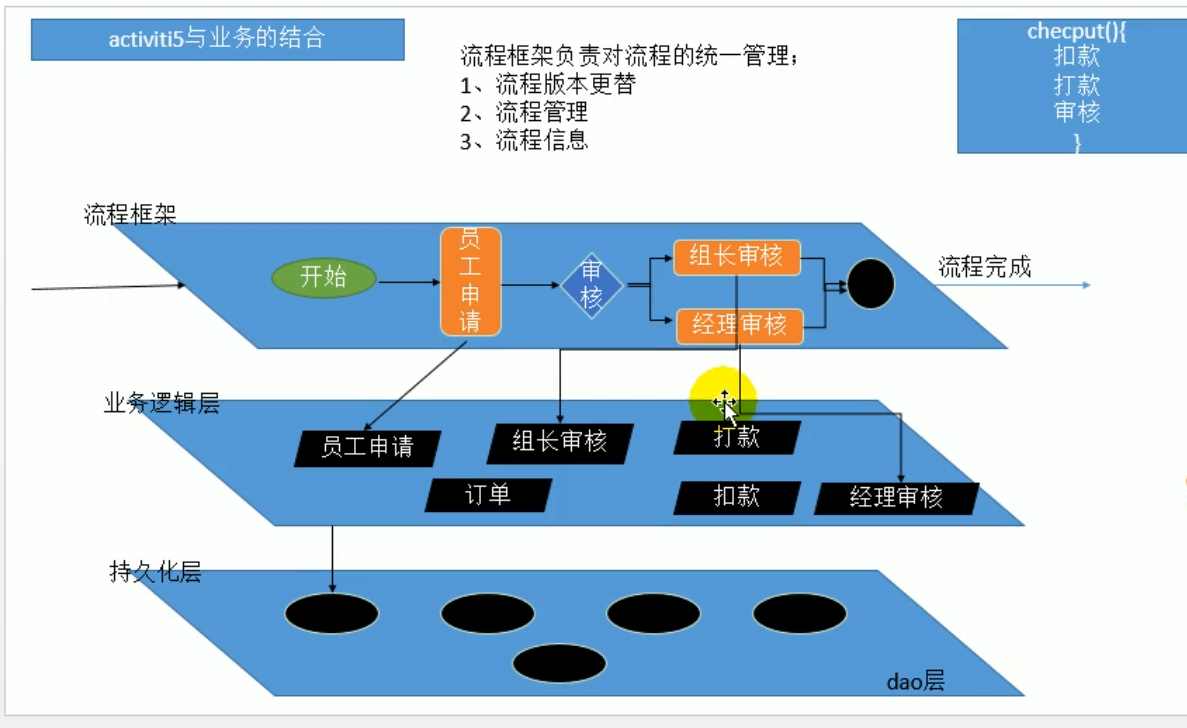 activiti5与业务的结合
流程框架负责对流程的统一管理；
1、流程版本更替
2、流程管理
3、流程信息
checput(){
扣款
打款
审核
}
流程框架
开始
员
工
申
请
审
核
组长审核
经理审核
流程完成
业务逻辑层
员工申请
组长审核
打款
订单
扣款
经理审核
持久化层
dao层